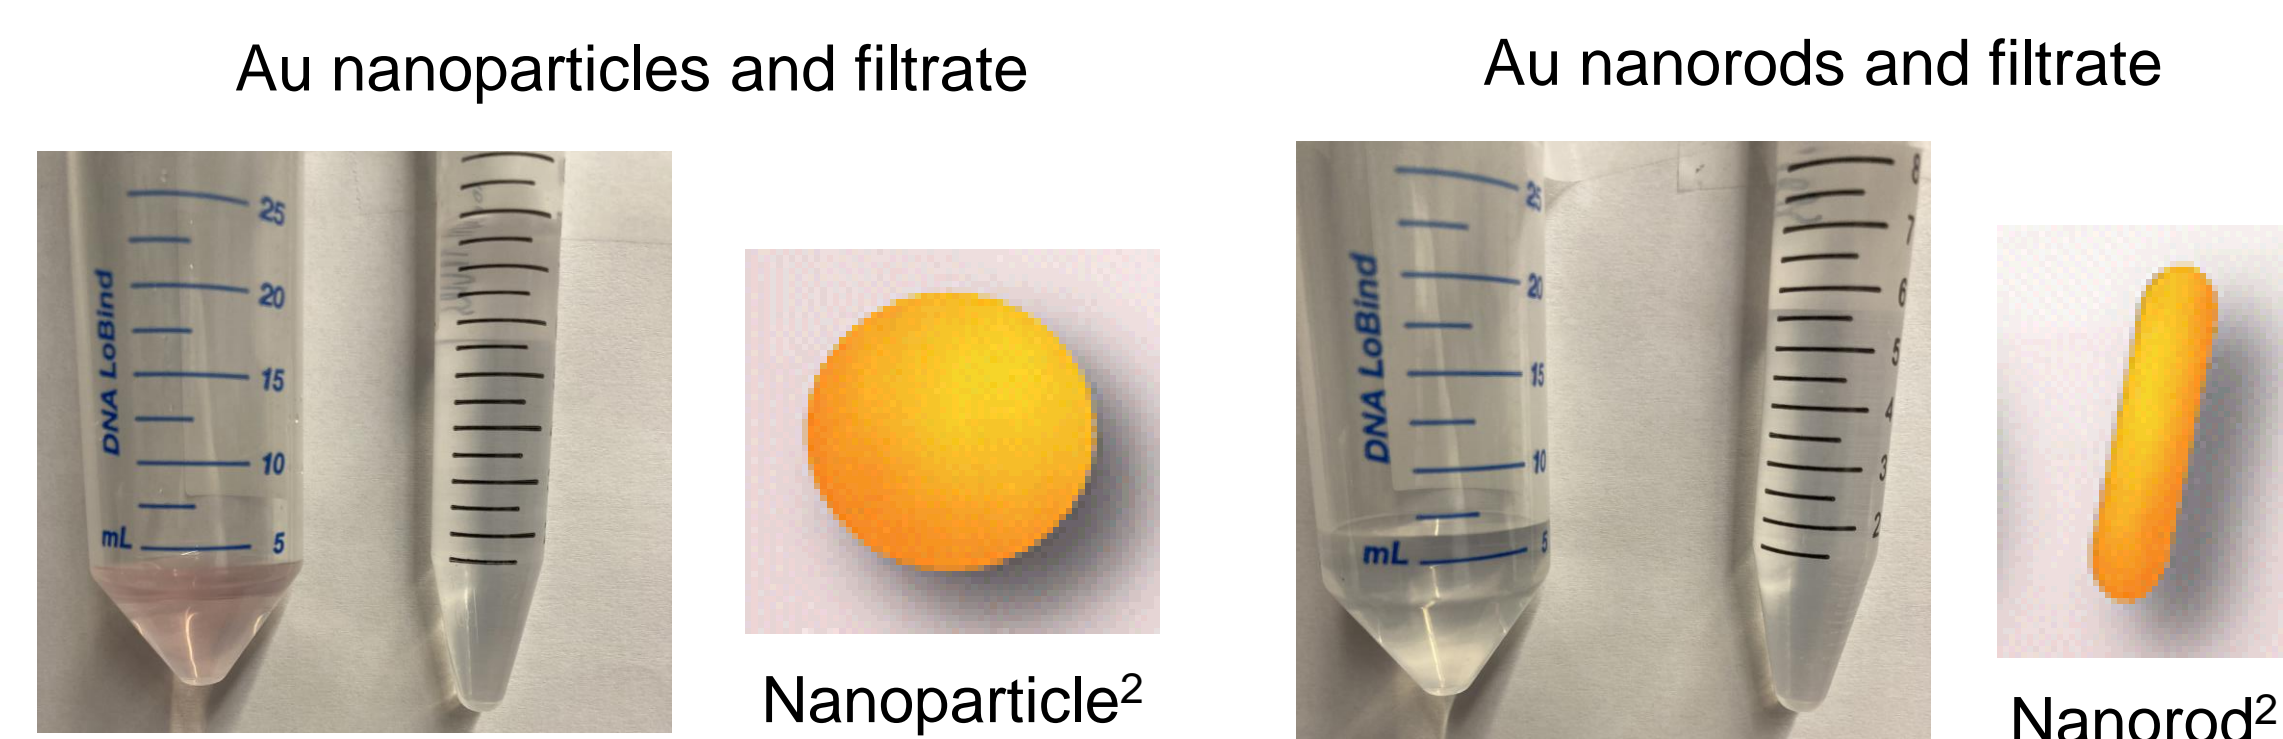 Au nanoparticles and filtrate
Au nanorods and filtrate
25
20
15
10
5
mL
DNA LoBind
Nanoparticle²
25
20
15
10
5
mL
DNA LoBind
8
7
6
5
4
3
2
Nanorod²